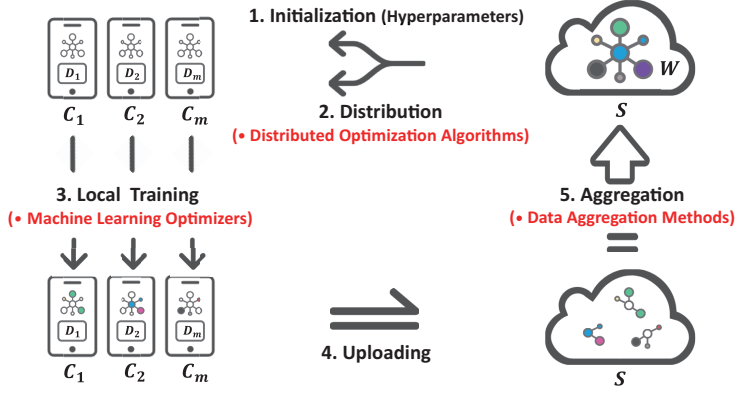 1. Initialization (Hyperparameters)
D₁ D₂ Dₘ
W
C₁ C₂ Cₘ
S
2. Distribution
(• Distributed Optimization Algorithms)
3. Local Training
(• Machine Learning Optimizers)
5. Aggregation
(• Data Aggregation Methods)
D₁ D₂ Dₘ
4. Uploading
C₁ C₂ Cₘ
S